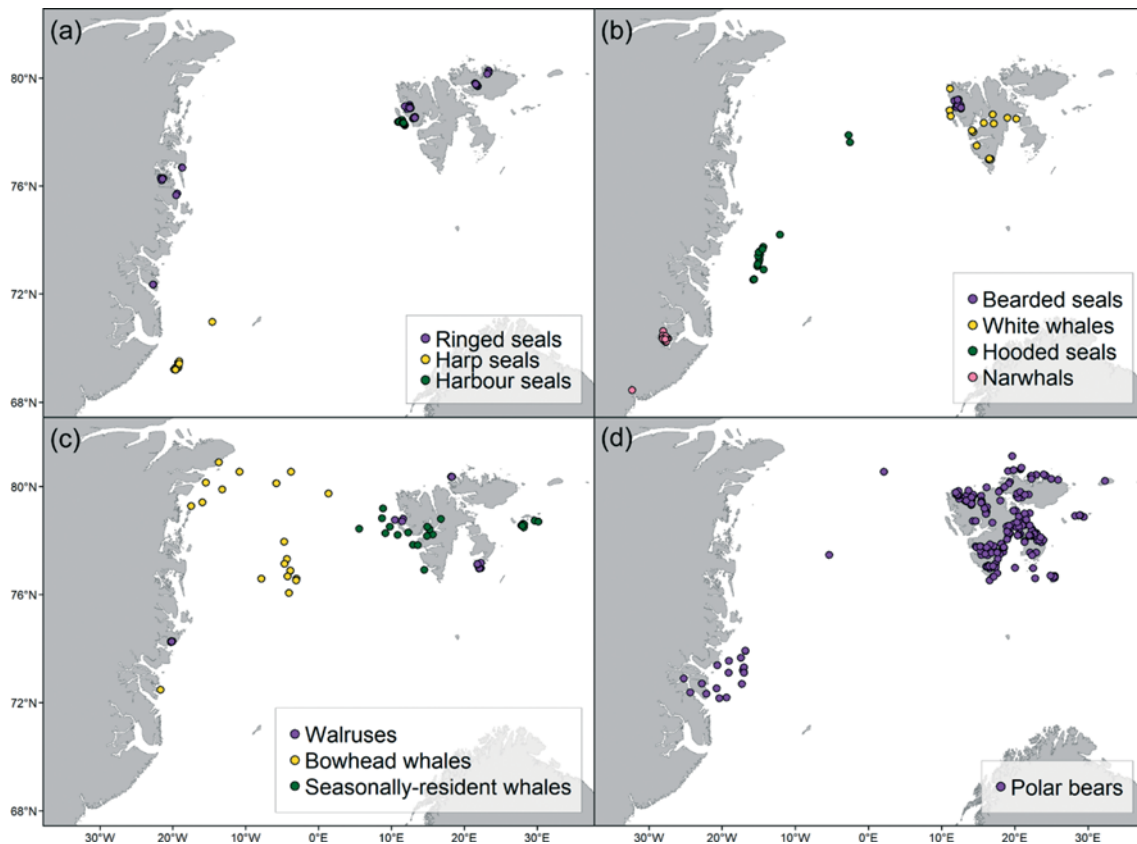 (a)
80°N
76°N
72°N
68°N
Ringed seals
Harp seals
Harbour seals
(b)
Bearded seals
White whales
Hooded seals
Narwhals
(c)
80°N
76°N
72°N
68°N
Walruses
Bowhead whales
Seasonally-resident whales
30°W 20°W 10°W 0°E 10°E 20°E 30°E
(d)
Polar bears
30°W 20°W 10°W 0°E 10°E 20°E 30°E